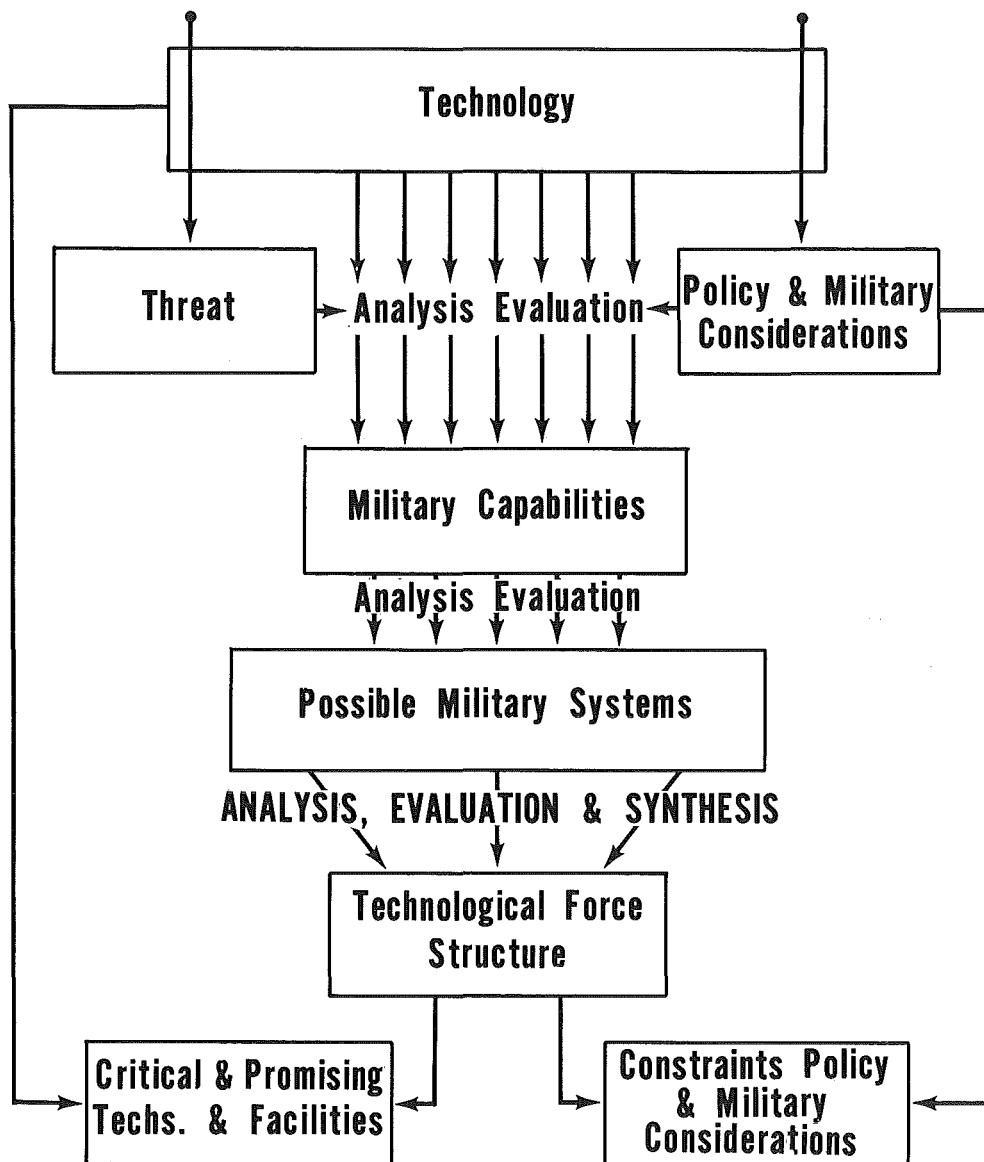 Technology
Threat
Analysis Evaluation
Policy & Military
Considerations
Military Capabilities
Analysis Evaluation
Possible Military Systems
ANALYSIS, EVALUATION & SYNTHESIS
Technological Force
Structure
Critical & Promising
Techs. & Facilities
Constraints Policy
& Military
Considerations